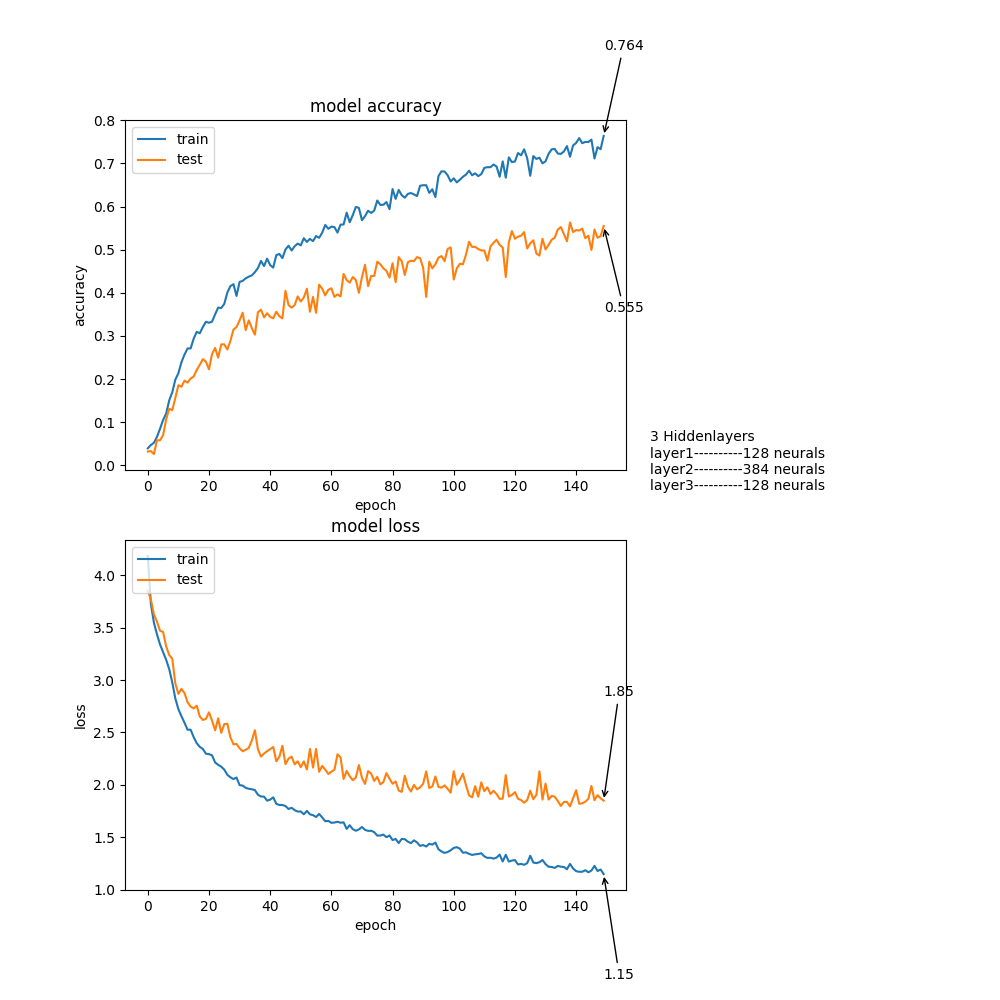 0.764
model accuracy
0.8
0.7
0.6
0.5
0.4
0.3
0.2
0.1
0.0
accuracy
train
test
0.555
0 20 40 60 80 100 120 140
epoch
3 Hiddenlayers
layer1----------128 neurals
layer2----------384 neurals
layer3----------128 neurals
model loss
4.0
3.5
3.0
2.5
2.0
1.5
1.0
loss
train
test
1.85
0 20 40 60 80 100 120 140
epoch
1.15